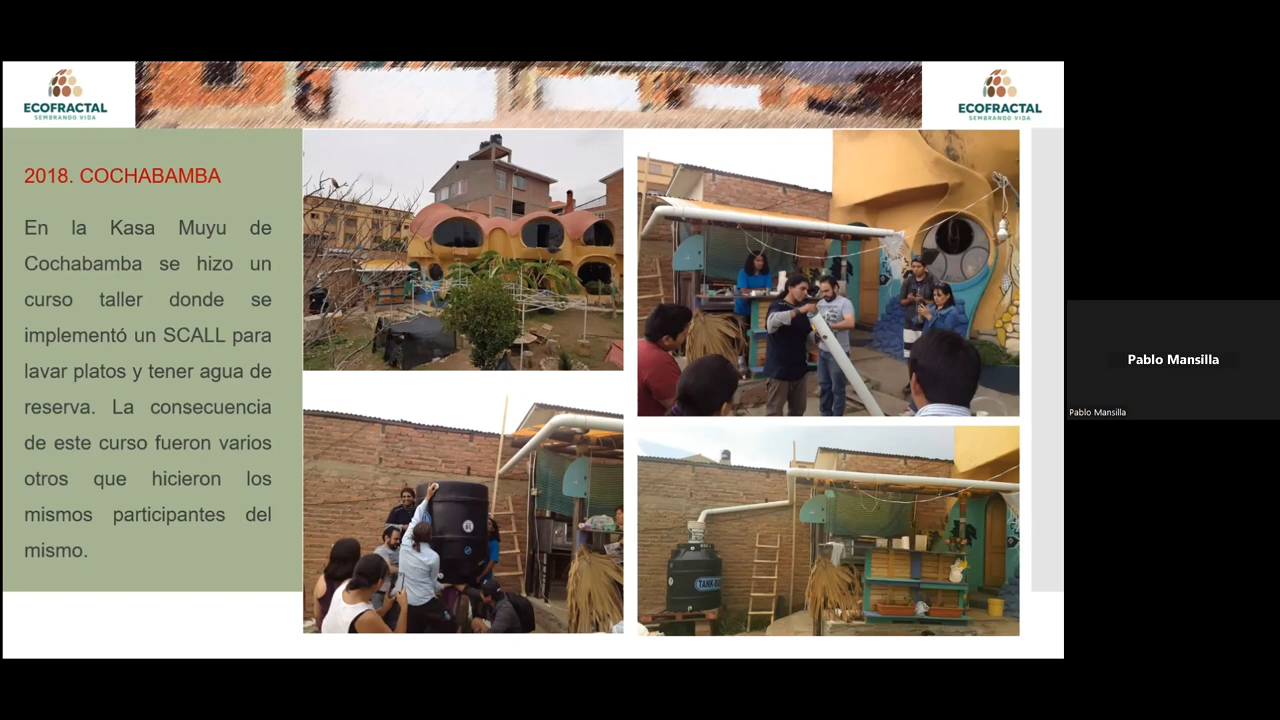 ECOFRACTAL
SEMBRANDO VIDA
ECOFRACTAL
SEMBRANDO VIDA
2018. COCHABAMBA
En la Kasa Muyu de
Cochabamba se hizo un
curso taller donde se
implementó un SCALL para
lavar platos y tener agua de
reserva. La consecuencia
de este curso fueron varios
otros que hicieron los
mismos participantes del
mismo.
Pablo Mansilla
Pablo Mansilla